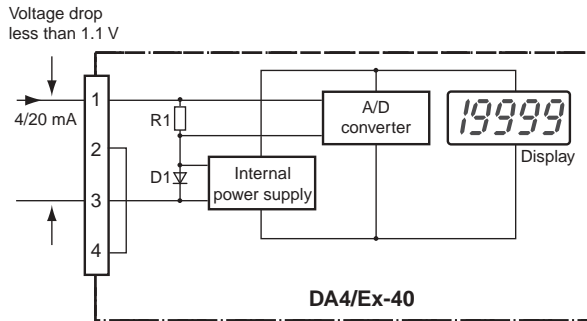 Voltage drop
less than 1.1 V
1
4/20 mA
R1
A/D
converter
19999
Display
2
D1
Internal
power supply
3
4
DA4/Ex-40